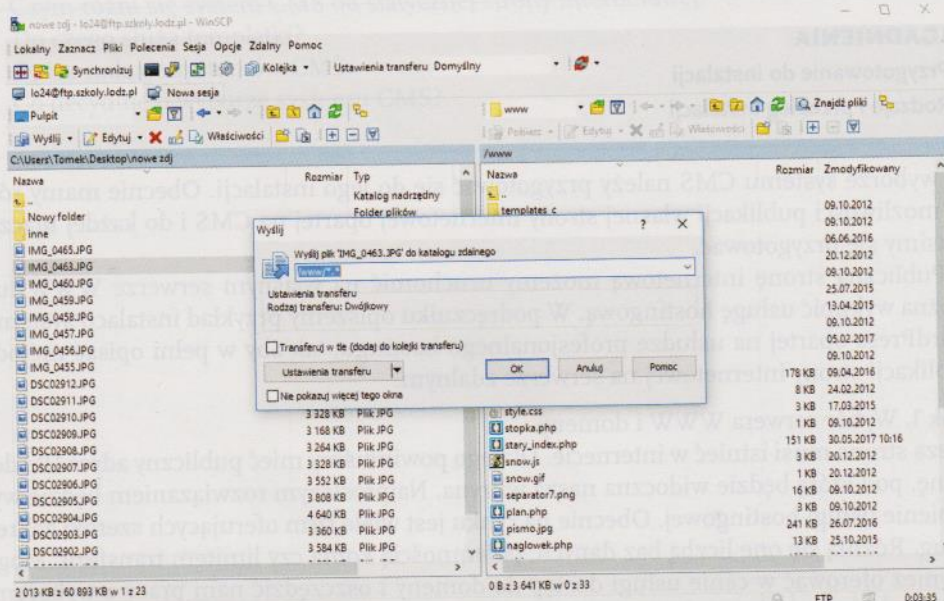 nowe zdj - lo24@ftp.szkoly.lodz.pl - WinSCP
Lokalny Zaznacz Pliki Polecenia Sesja Opcje Zdalny Pomoc
Synchronizuj Kolejka Ustawienia transferu Domyślny
lo24@ftp.szkoly.lodz.pl Nowa sesja
Pulpit
www Znajdź pliki
Wyślij Edytuj Właściwości
Pobierz Edytuj Właściwości
C:\Users\Tomek\Desktop\nowe zdj
/www
Nazwa Rozmiar Typ
Nazwa Rozmiar Zmodyfikowany
.. Katalog nadrzędny
Nowy folder Folder plików
inne
IMG_0465.JPG
IMG_0463.JPG
IMG_0460.JPG
IMG_0459.JPG
IMG_0458.JPG
IMG_0457.JPG
IMG_0456.JPG
IMG_0455.JPG
DSC02912.JPG
DSC02911.JPG
DSC02910.JPG 3 328 KB Plik JPG
DSC02909.JPG 3 168 KB Plik JPG
DSC02908.JPG 3 264 KB Plik JPG
DSC02907.JPG 3 328 KB Plik JPG
DSC02906.JPG 3 552 KB Plik JPG
DSC02905.JPG 3 808 KB Plik JPG
DSC02904.JPG 4 640 KB Plik JPG
DSC02903.JPG 3 360 KB Plik JPG
DSC02902.JPG 3 584 KB Plik JPG
Wyślij ? X
Wyślij plik 'IMG_0463.JPG' do katalogu zdalnego
/www/*.*
Ustawienia transferu
Rodzaj transferu: Dwójkowy
Transferuj w tle (dodaj do kolejki transferu)
Ustawienia transferu OK Anuluj Pomoc
Nie pokazuj więcej tego okna
..
templates 09.10.2012
09.10.2012
06.06.2016
20.12.2012
09.10.2012
25.07.2015
13.04.2015
09.10.2012
05.02.2017
09.10.2012
178 KB 09.04.2016
8 KB 24.02.2012
style.css 3 KB 17.03.2015
stopka.php 1 KB 09.10.2012
stary_index.php 151 KB 30.05.2017 10:16
snow.js 9 KB 20.12.2012
snow.gif 1 KB 20.12.2012
separator7.png 16 KB 09.10.2012
plan.php 3 KB 09.10.2012
piano.jpg 241 KB 26.07.2016
naglowek.php 13 KB 25.10.2015
2 013 KB z 60 893 KB w 1 z 23
0 B z 3 641 KB w 0 z 33
FTP 0:03:35